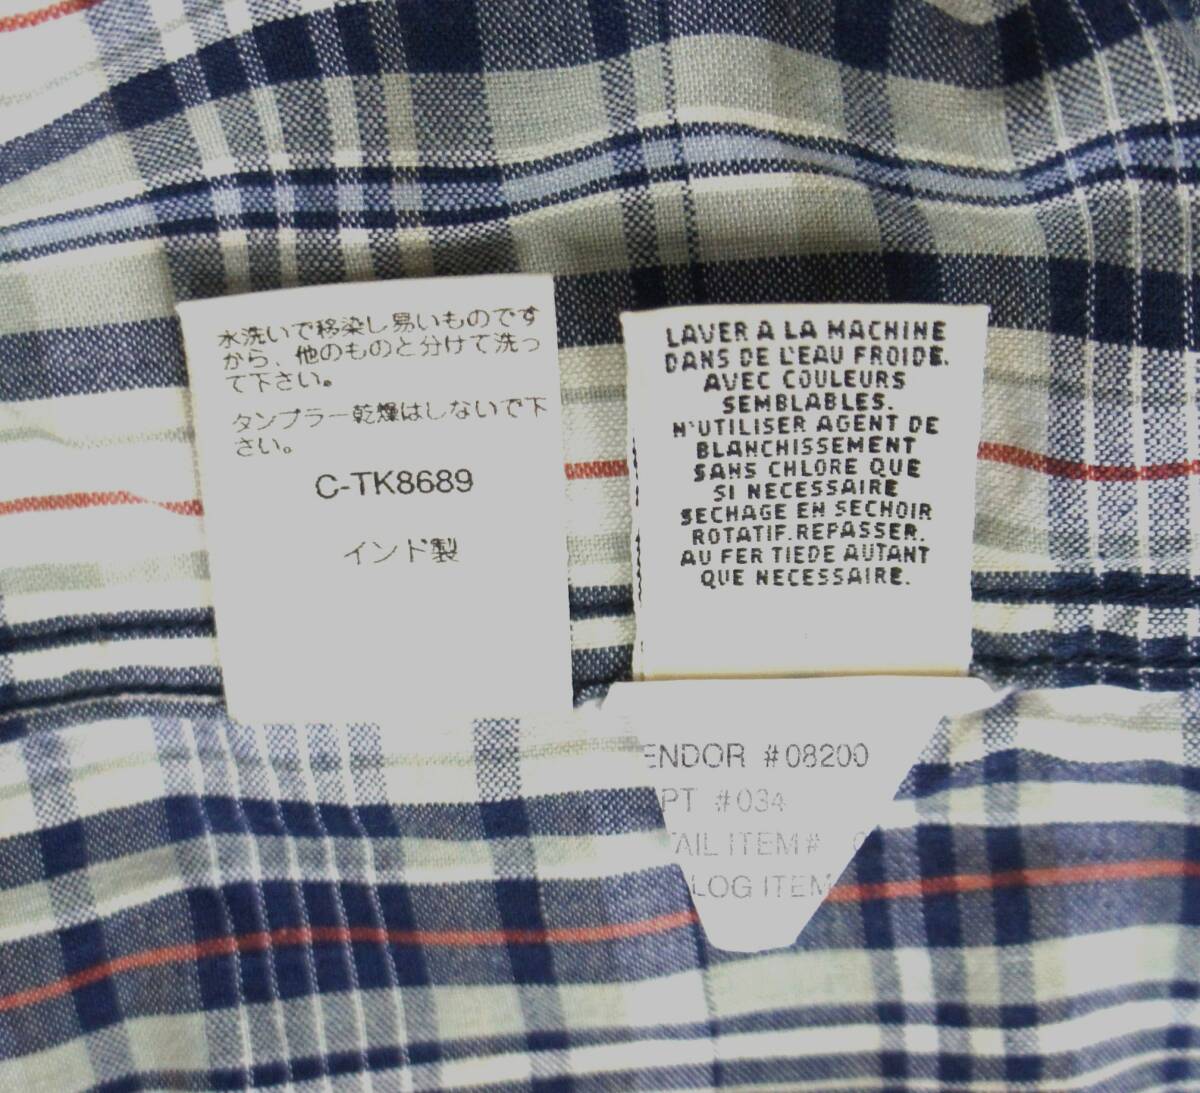 水洗いで移染し易いものです
から、他のものと分けて洗っ
て下さい。
タンブラー乾燥はしないで下
さい。
C-TK8689
インド製
LAVER A LA MACHINE
DANS DE L'EAU FROIDE.
AVEC COULEURS
SEMBLABLES.
N'UTILISER AGENT DE
BLANCHISSEMENT
SANS CHLORE QUE
SI NECESSAIRE
SECHAGE EN SECHOIR
ROTATIF. REPASSER.
AU FER TIEDE AUTANT
QUE NECESSAIRE.
ENDOR #08200
PT #034
AIL ITEM#
LOG ITEM